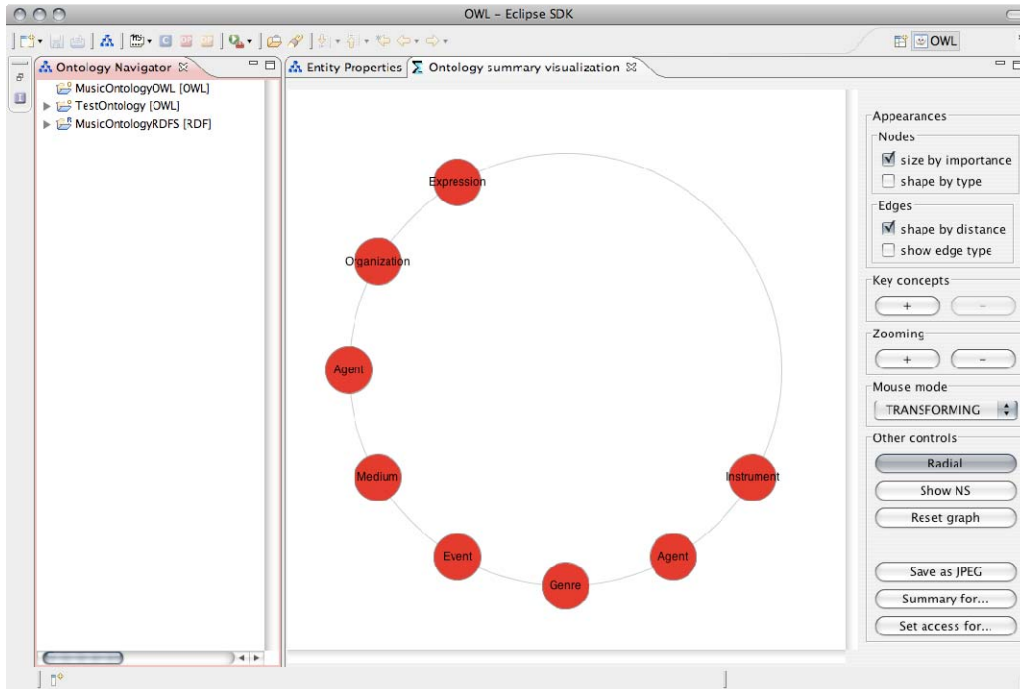 OWL - Eclipse SDK
OWL
Ontology Navigator
Entity Properties
Ontology summary visualization
MusicOntologyOWL [OWL]
TestOntology [OWL]
MusicOntologyRDFS [RDF]
Expression
Organization
Agent
Medium
Event
Genre
Agent
Instrument
Appearances
Nodes
size by importance
shape by type
Edges
shape by distance
show edge type
Key concepts
+
-
Zooming
+
-
Mouse mode
TRANSFORMING
Other controls
Radial
Show NS
Reset graph
Save as JPEG
Summary for...
Set access for...